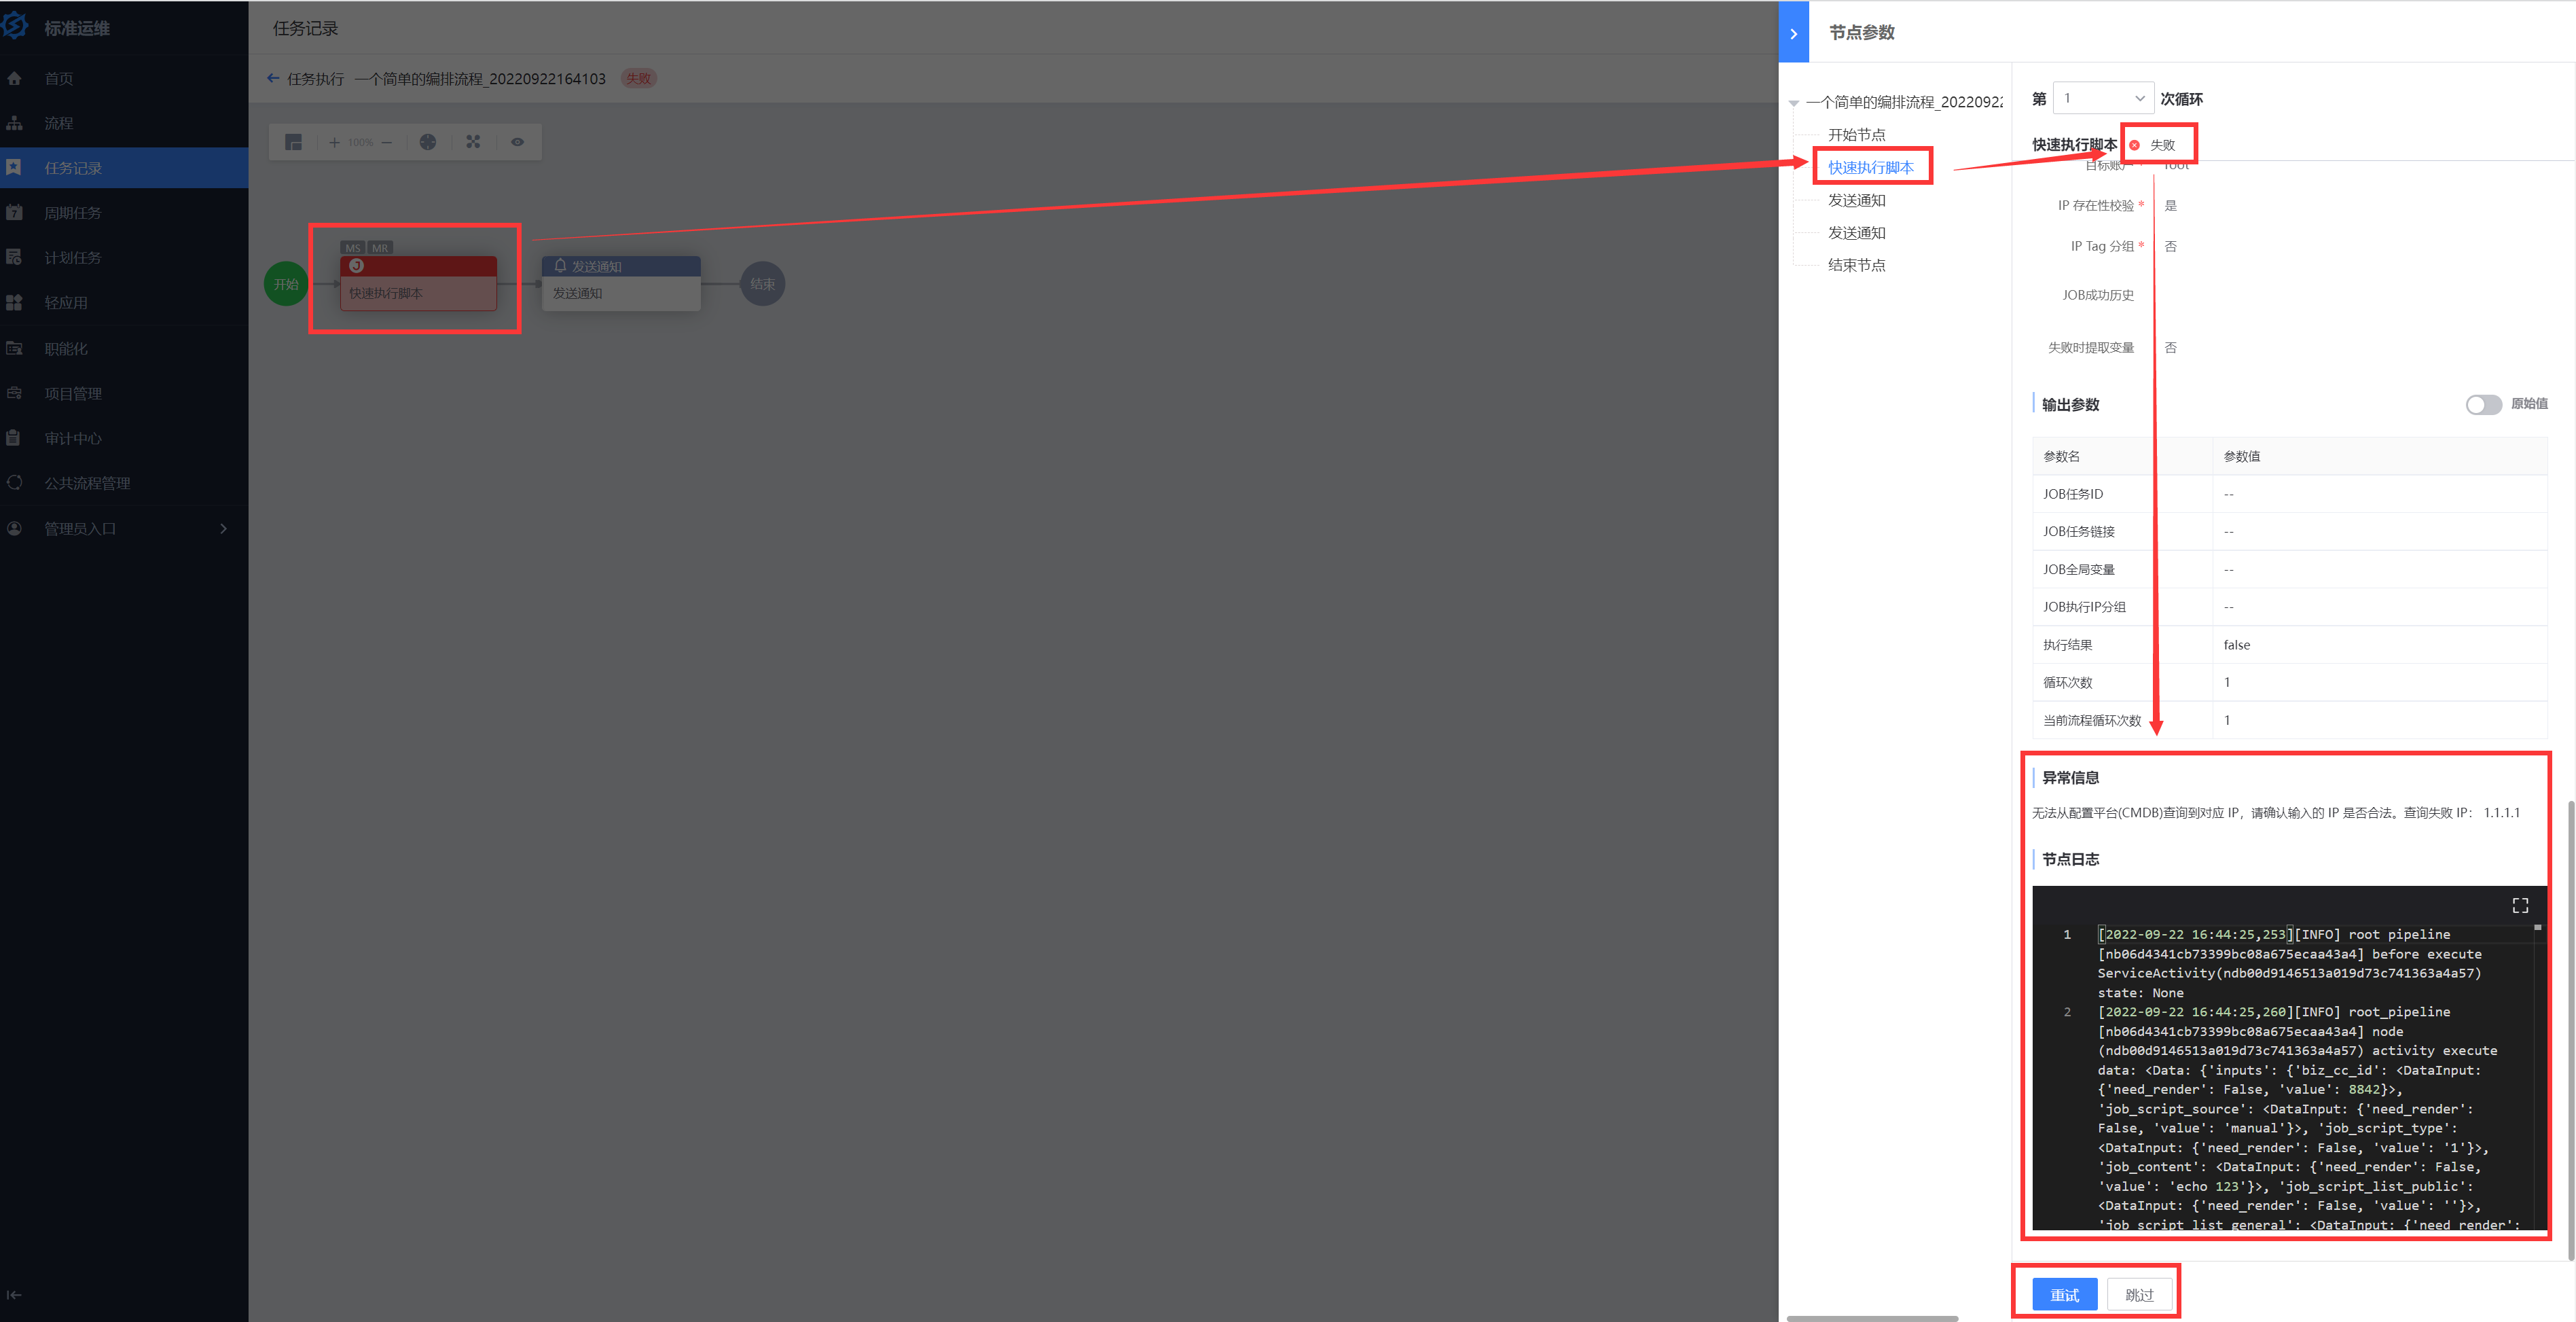 标准运维
首页
流程
任务记录
周期任务
计划任务
轻应用
职能化
项目管理
审计中心
公共流程管理
管理员入口
任务记录
任务执行 一个简单的编排流程_20220922164103 失败
100%
MS MR
开始
快速执行脚本
发送通知
发送通知
结束
节点参数
一个简单的编排流程_2022092
开始节点
快速执行脚本
发送通知
发送通知
结束节点
第 1 次循环
快速执行脚本 失败
目标账户 root
IP 存在性校验 * 是
IP Tag 分组 * 否
JOB成功历史
失败时提取变量 否
输出参数 原始值
参数名 参数值
JOB任务ID --
JOB任务链接 --
JOB全局变量 --
JOB执行IP分组 --
执行结果 false
循环次数 1
当前流程循环次数 1
异常信息
无法从配置平台(CMDB)查询到对应 IP，请确认输入的 IP 是否合法。查询失败 IP： 1.1.1.1
节点日志
1 [2022-09-22 16:44:25,253][INFO] root pipeline
[nb06d4341cb73399bc08a675ecaa43a4] before execute
ServiceActivity(ndb00d9146513a019d73c741363a4a57)
state: None
2 [2022-09-22 16:44:25,260][INFO] root_pipeline
[nb06d4341cb73399bc08a675ecaa43a4] node
(ndb00d9146513a019d73c741363a4a57) activity execute
data: <Data: {'inputs': {'biz_cc_id': <DataInput:
{'need_render': False, 'value': 8842}>,
'job_script_source': <DataInput: {'need_render':
False, 'value': 'manual'}>, 'job_script_type':
<DataInput: {'need_render': False, 'value': '1'}>,
'job_content': <DataInput: {'need_render': False,
'value': 'echo 123'}>, 'job_script_list_public':
<DataInput: {'need_render': False, 'value': ''}>,
'job_script_list_general': <DataInput: {'need_render':
重试 跳过